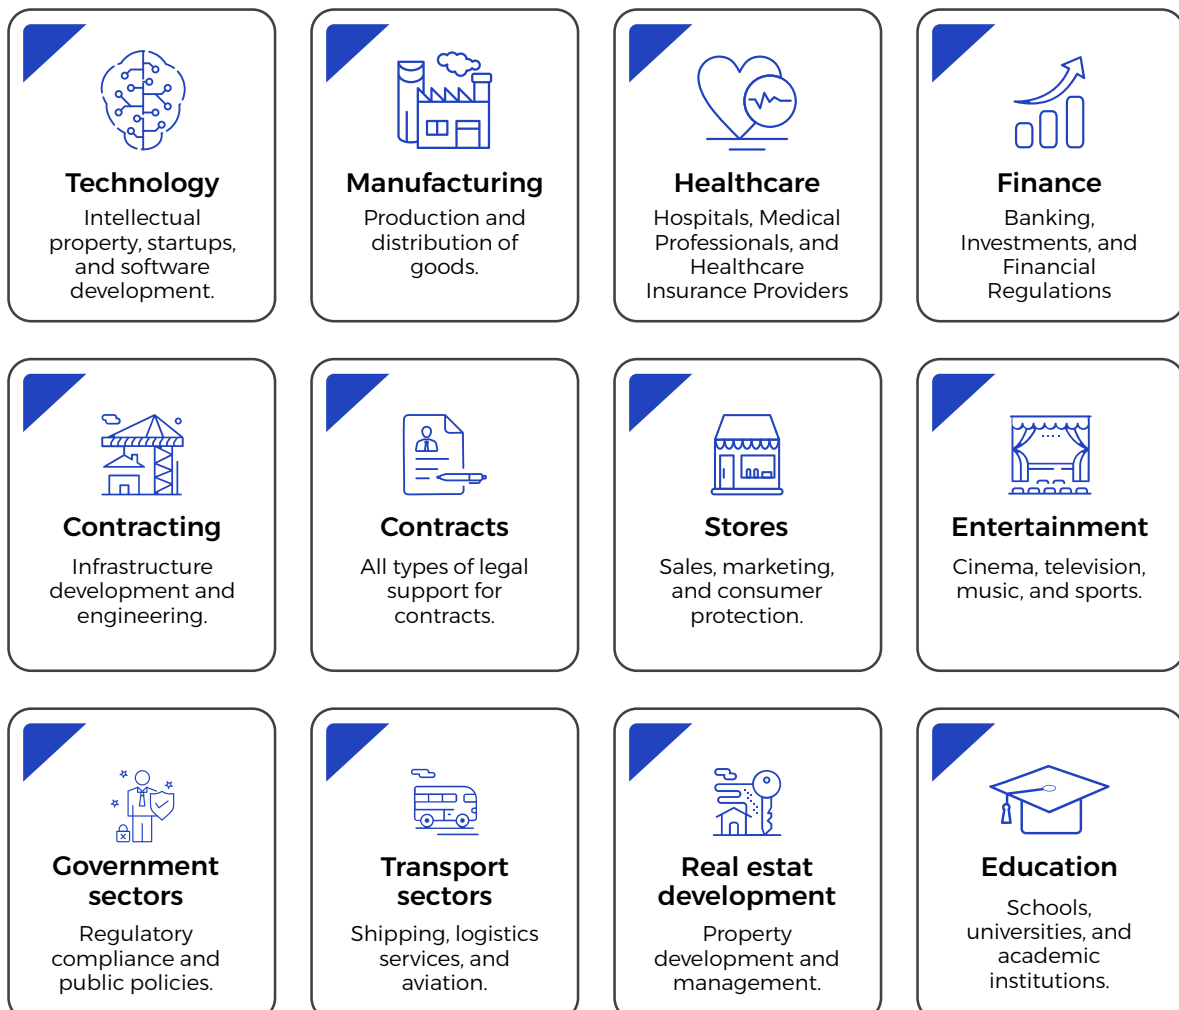 Technology
Intellectual
property, startups,
and software
development.
Manufacturing
Production and
distribution of
goods.
Healthcare
Hospitals, Medical
Professionals, and
Healthcare
Insurance Providers
Finance
Banking,
Investments, and
Financial
Regulations
Contracting
Infrastructure
development and
engineering.
Contracts
All types of legal
support for
contracts.
Stores
Sales, marketing,
and consumer
protection.
Entertainment
Cinema, television,
music, and sports.
Government
sectors
Regulatory
compliance and
public policies.
Transport
sectors
Shipping, logistics
services, and
aviation.
Real estat
development
Property
development and
management.
Education
Schools,
universities, and
academic
institutions.